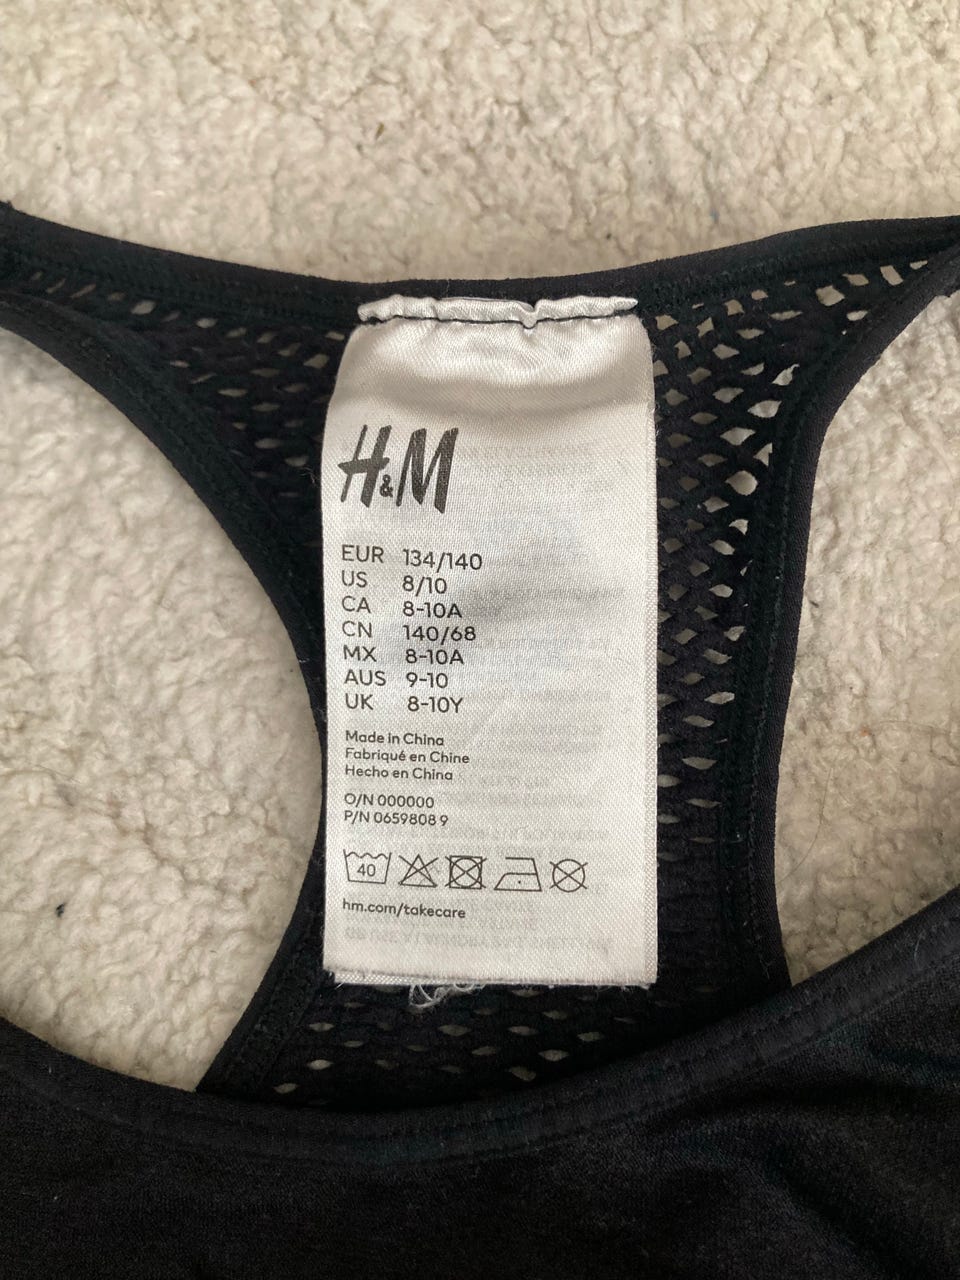 H&M
EUR 134/140
US 8/10
CA 8-10A
CN 140/68
MX 8-10A
AUS 9-10
UK 8-10Y
Made in China
Fabriqué en Chine
Hecho en China
O/N 000000
P/N 0659808 9
40
hm.com/takecare